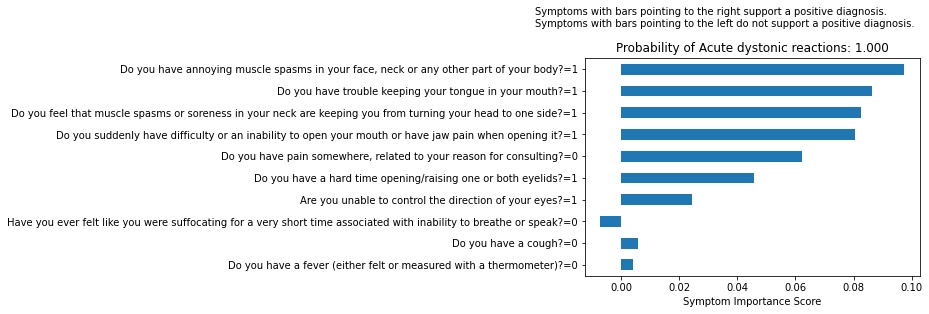 Symptoms with bars pointing to the right support a positive diagnosis.
Symptoms with bars pointing to the left do not support a positive diagnosis.
Probability of Acute dystonic reactions: 1.000
Do you have annoying muscle spasms in your face, neck or any other part of your body?=1
Do you have trouble keeping your tongue in your mouth?=1
Do you feel that muscle spasms or soreness in your neck are keeping you from turning your head to one side?=1
Do you suddenly have difficulty or an inability to open your mouth or have jaw pain when opening it?=1
Do you have pain somewhere, related to your reason for consulting?=0
Do you have a hard time opening/raising one or both eyelids?=1
Are you unable to control the direction of your eyes?=1
Have you ever felt like you were suffocating for a very short time associated with inability to breathe or speak?=0
Do you have a cough?=0
Do you have a fever (either felt or measured with a thermometer)?=0
0.00 0.02 0.04 0.06 0.08 0.10
Symptom Importance Score